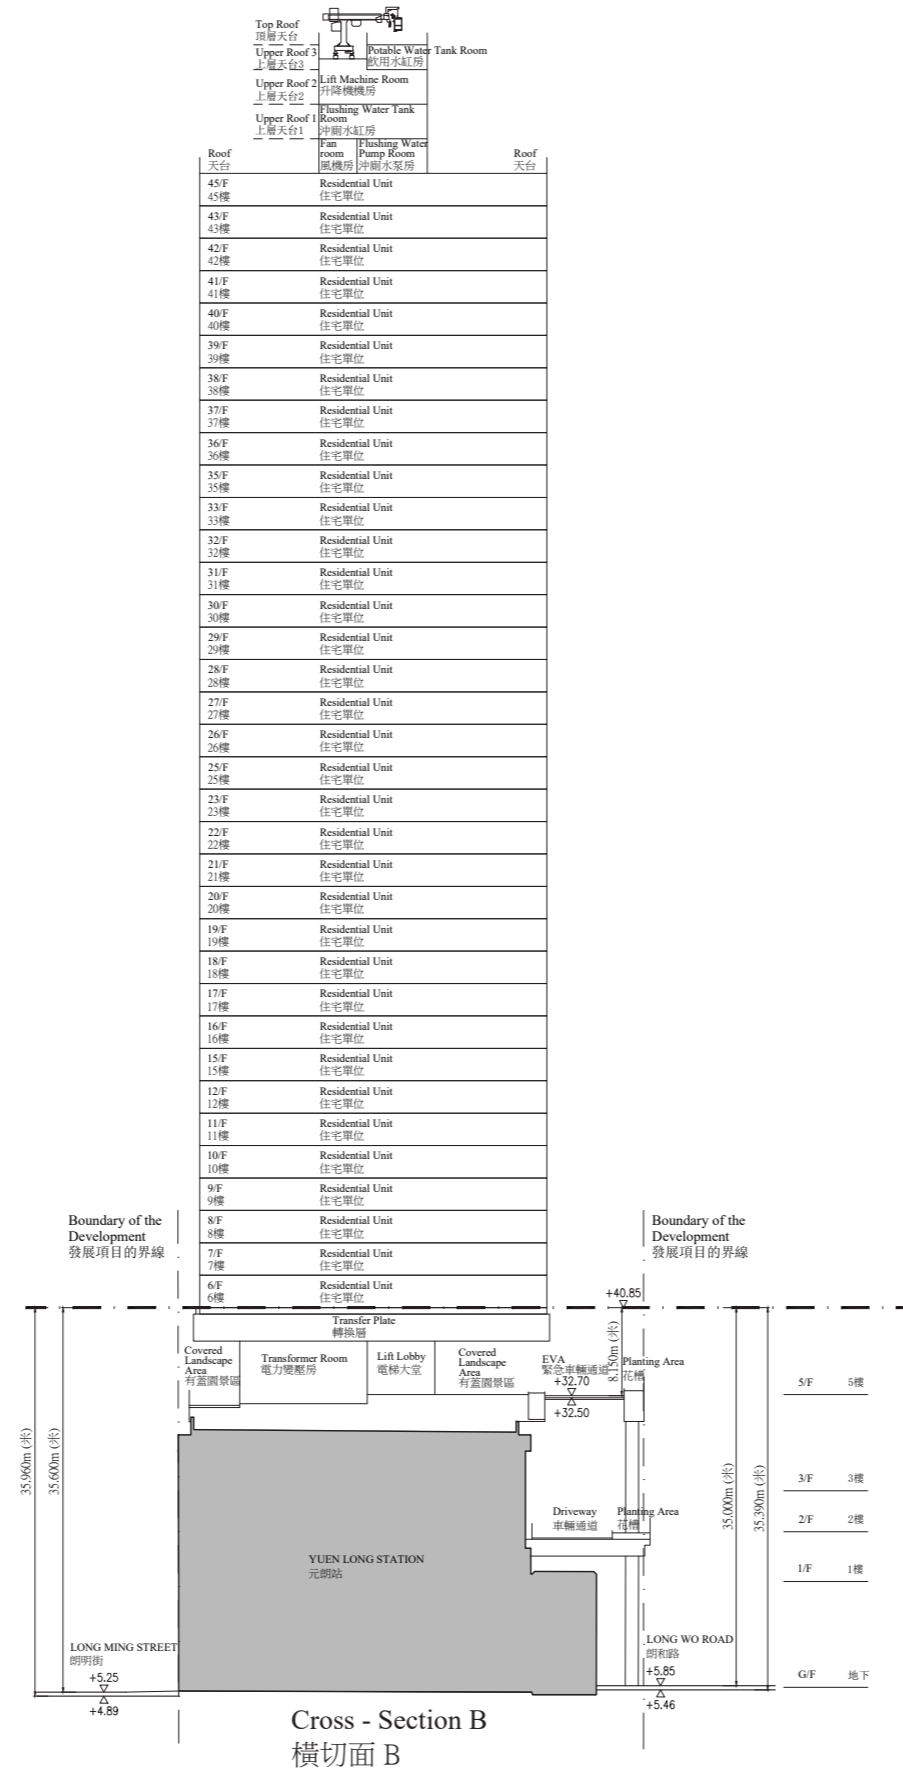 Top Roof
頂層天台
Upper Roof 3
上層天台3
Potable Water Tank Room
飲用水缸房
Upper Roof 2
上層天台2
Lift Machine Room
升降機機房
Upper Roof 1
上層天台1
Flushing Water Tank
Room
沖廁水缸房
Fan
room
風機房
Flushing Water
Pump Room
沖廁水泵房
Roof
天台
Roof
天台
45/F Residential Unit
45樓 住宅單位
43/F Residential Unit
43樓 住宅單位
42/F Residential Unit
42樓 住宅單位
41/F Residential Unit
41樓 住宅單位
40/F Residential Unit
40樓 住宅單位
39/F Residential Unit
39樓 住宅單位
38/F Residential Unit
38樓 住宅單位
37/F Residential Unit
37樓 住宅單位
36/F Residential Unit
36樓 住宅單位
35/F Residential Unit
35樓 住宅單位
33/F Residential Unit
33樓 住宅單位
32/F Residential Unit
32樓 住宅單位
31/F Residential Unit
31樓 住宅單位
30/F Residential Unit
30樓 住宅單位
29/F Residential Unit
29樓 住宅單位
28/F Residential Unit
28樓 住宅單位
27/F Residential Unit
27樓 住宅單位
26/F Residential Unit
26樓 住宅單位
25/F Residential Unit
25樓 住宅單位
23/F Residential Unit
23樓 住宅單位
22/F Residential Unit
22樓 住宅單位
21/F Residential Unit
21樓 住宅單位
20/F Residential Unit
20樓 住宅單位
19/F Residential Unit
19樓 住宅單位
18/F Residential Unit
18樓 住宅單位
17/F Residential Unit
17樓 住宅單位
16/F Residential Unit
16樓 住宅單位
15/F Residential Unit
15樓 住宅單位
12/F Residential Unit
12樓 住宅單位
11/F Residential Unit
11樓 住宅單位
10/F Residential Unit
10樓 住宅單位
9/F Residential Unit
9樓 住宅單位
8/F Residential Unit
8樓 住宅單位
7/F Residential Unit
7樓 住宅單位
6/F Residential Unit
6樓 住宅單位
Boundary of the
Development
發展項目的界線
Boundary of the
Development
發展項目的界線
+40.85
Transfer Plate
轉換層
Covered
Landscape
Area
有蓋園景區
Transformer Room
電力變壓房
Lift Lobby
電梯大堂
Covered
Landscape
Area
有蓋園景區
EVA
緊急車輛通道
+32.70
+32.50
8.150m (米)
Planting Area
花槽
5/F 5樓
35.960m (米)
35.600m (米)
35.000m (米)
35.390m (米)
3/F 3樓
Driveway
車輛通道
Planting Area
花槽
2/F 2樓
YUEN LONG STATION
元朗站
1/F 1樓
LONG MING STREET
朗明街
+5.25
+4.89
LONG WO ROAD
朗和路
+5.85
+5.46
G/F 地下
Cross - Section B
橫切面 B